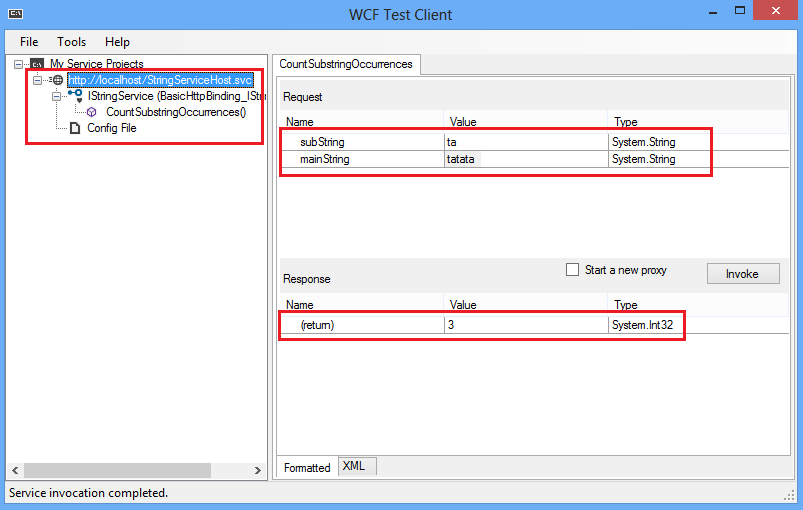 WCF Test Client
File Tools Help
My Service Projects
http://localhost/StringServiceHost.svc
IStringService (BasicHttpBinding_IStri
CountSubstringOccurrences()
Config File
CountSubstringOccurrences
Request
Name Value Type
subString ta System.String
mainString tatata System.String
Response
Start a new proxy
Invoke
Name Value Type
(return) 3 System.Int32
Formatted XML
Service invocation completed.